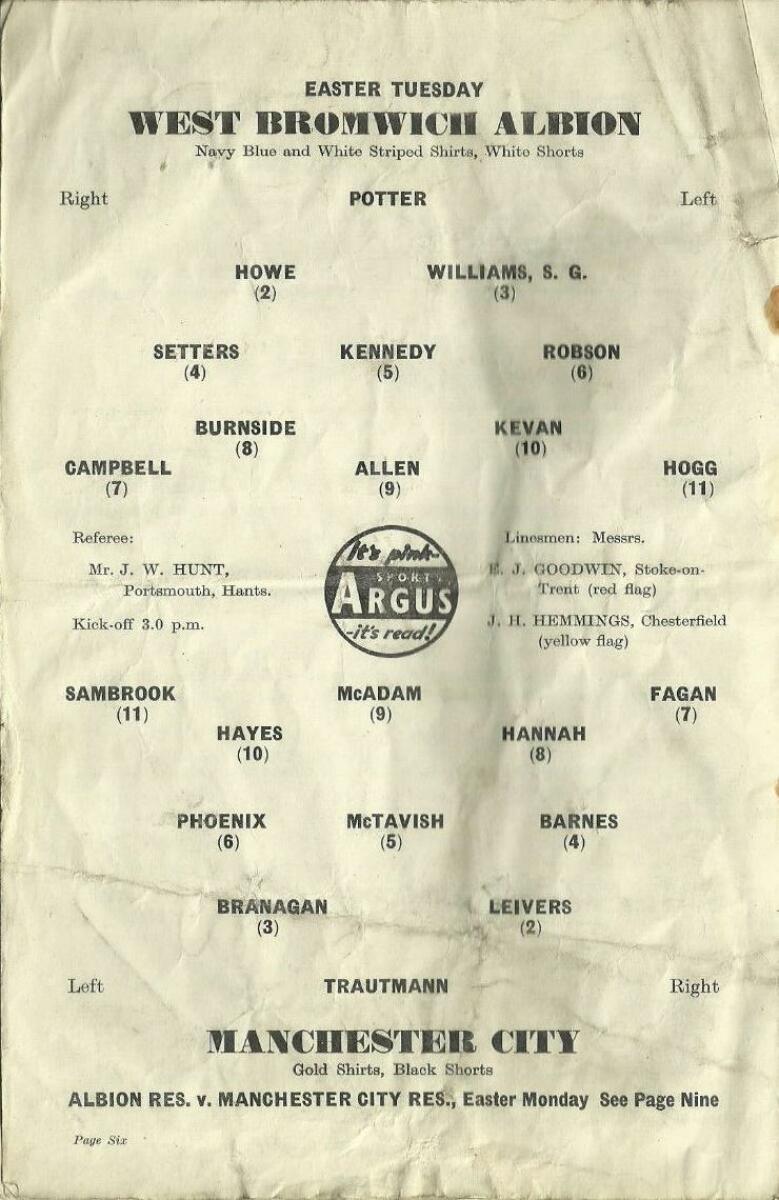 EASTER TUESDAY
WEST BROMWICH ALBION
Navy Blue and White Striped Shirts, White Shorts
Right POTTER Left
HOWE WILLIAMS, S. G.
(2) (3)
SETTERS KENNEDY ROBSON
(4) (5) (6)
BURNSIDE KEVAN
(8) (10)
CAMPBELL ALLEN HOGG
(7) (9) (11)
Referee:
Mr. J. W. HUNT,
Portsmouth, Hants.
Kick-off 3.0 p.m.
It's pink-
SPORTS
ARGUS
-it's read!
Linesmen: Messrs.
E. J. GOODWIN, Stoke-on-
Trent (red flag)
J. H. HEMMINGS, Chesterfield
(yellow flag)
SAMBROOK McADAM FAGAN
(11) (9) (7)
HAYES HANNAH
(10) (8)
PHOENIX McTAVISH BARNES
(6) (5) (4)
BRANAGAN LEIVERS
(3) (2)
Left TRAUTMANN Right
MANCHESTER CITY
Gold Shirts, Black Shorts
ALBION RES. v. MANCHESTER CITY RES., Easter Monday See Page Nine
Page Six